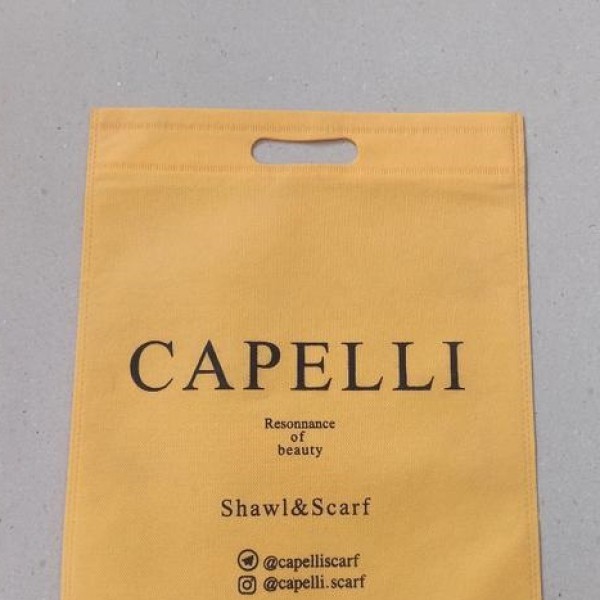 CAPELLI
Resonnance
of
beauty
Shawl&Scarf
@capelliscarf
@capelli.scarf